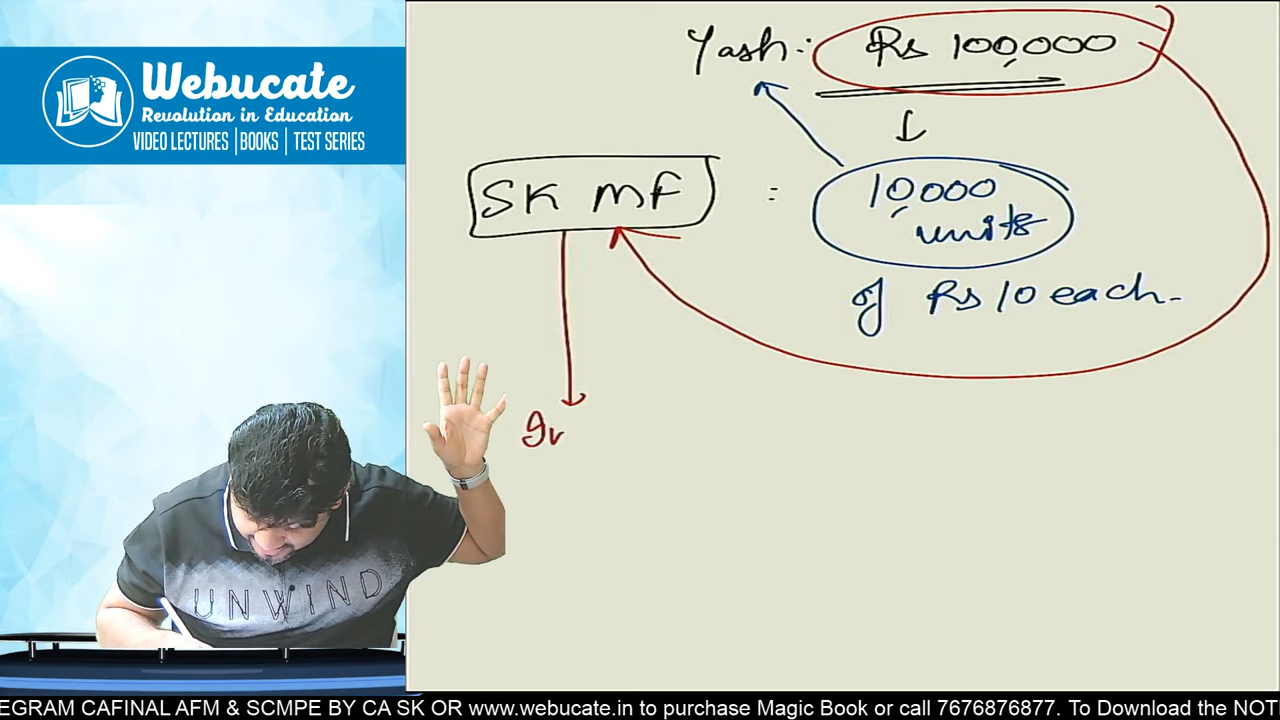 Webucate
Revolution in Education
VIDEO LECTURES | BOOKS | TEST SERIES
Yash: Rs 100,000
SK MF : 10,000
units
of Rs 10 each.
In
UNWIND
EGRAM CAFINAL AFM & SCMPE BY CA SK OR www.webucate.in to purchase Magic Book or call 7676876877. To Download the NOT